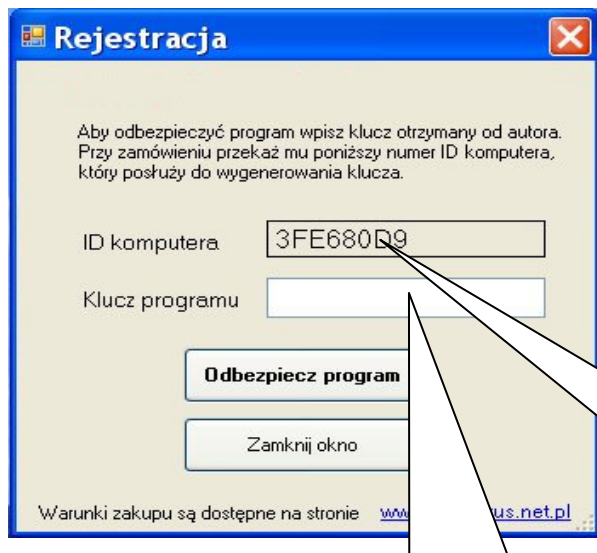 Rejestracja
Aby odbezpieczyć program wpisz klucz otrzymany od autora.
Przy zamówieniu przekaż mu poniższy numer ID komputera,
który posłuży do wygenerowania klucza.
ID komputera 3FE680D9
Klucz programu
Odbezpiecz program
Zamknij okno
Warunki zakupu są dostępne na stronie